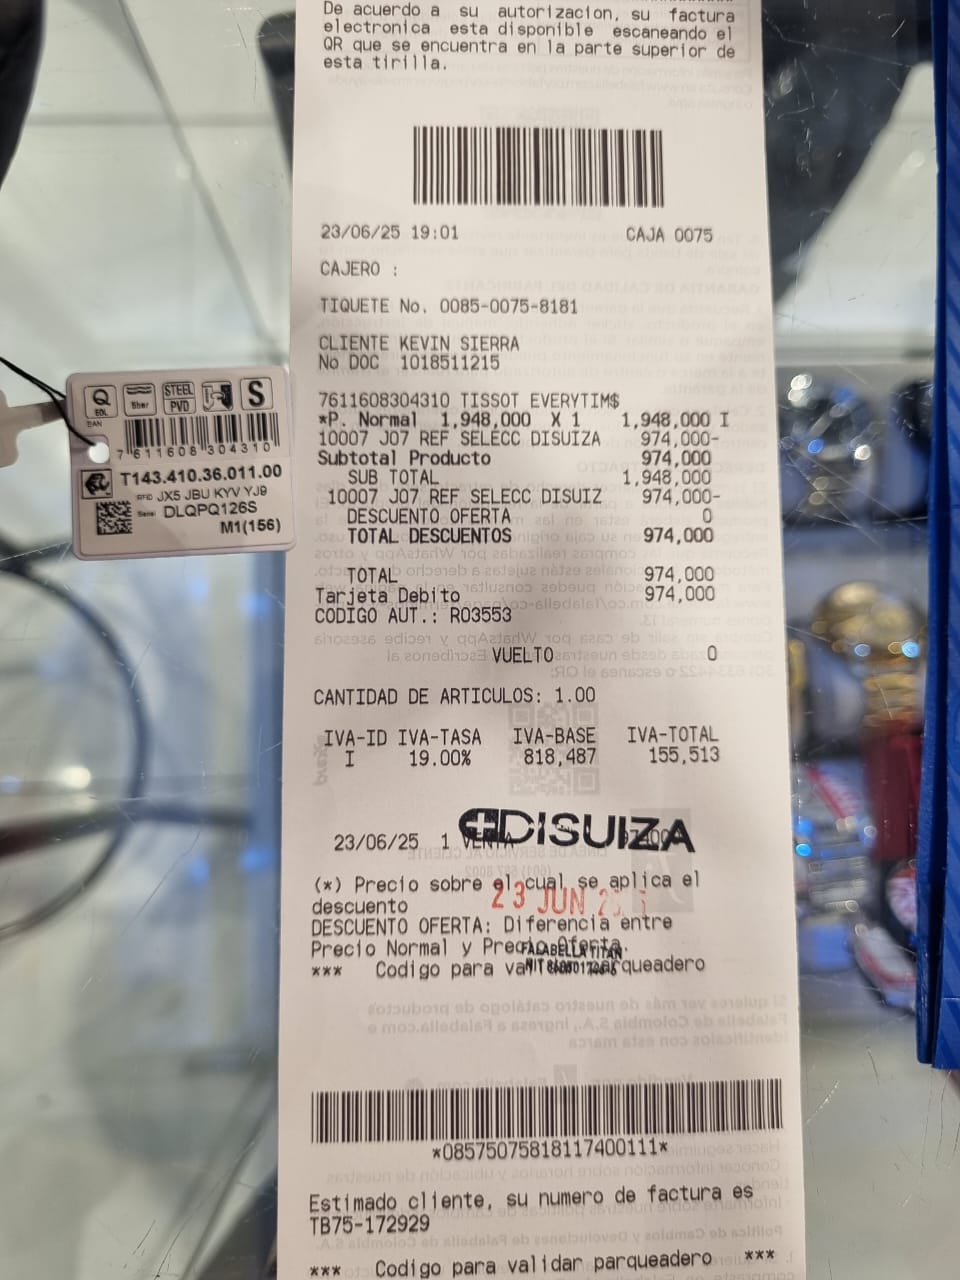 De acuerdo a su autorizacion, su factura
electronica esta disponible escaneando el
QR que se encuentra en la parte superior de
esta tirilla.
23/06/25 19:01 CAJA 0075
CAJERO :
TIQUETE No. 0085-0075-8181
CLIENTE KEVIN SIERRA
No DOC 1018511215
7611608304310 TISSOT EVERYTIM$
*P. Normal 1,948,000 X 1 1,948,000 I
10007 J07 REF SELECC DISUIZA 974,000-
Subtotal Producto 974,000
SUB TOTAL 1,948,000
10007 J07 REF SELECC DISUIZ 974,000-
DESCUENTO OFERTA 0
TOTAL DESCUENTOS 974,000
TOTAL 974,000
Tarjeta Debito 974,000
CODIGO AUT.: R03553
VUELTO 0
CANTIDAD DE ARTICULOS: 1.00
IVA-ID IVA-TASA IVA-BASE IVA-TOTAL
I 19.00% 818,487 155,513
DISUIZA
23/06/25 1 VENTA
(*) Precio sobre el cual se aplica el
descuento
23 JUN
DESCUENTO OFERTA: Diferencia entre
Precio Normal y Precio Oferta.
FALABELLA TITAN
*** Codigo para validar parqueadero
*08575075818117400111*
Estimado cliente, su numero de factura es
TB75-172929
*** Codigo para validar parqueadero ***
Q
EOL
5bar
STEEL
PVD
S
EAN
7 611608 304310
T143.410.36.011.00
RFID JX5 JBU KYV YJ9
Serial DLQPQ126S
M1(156)